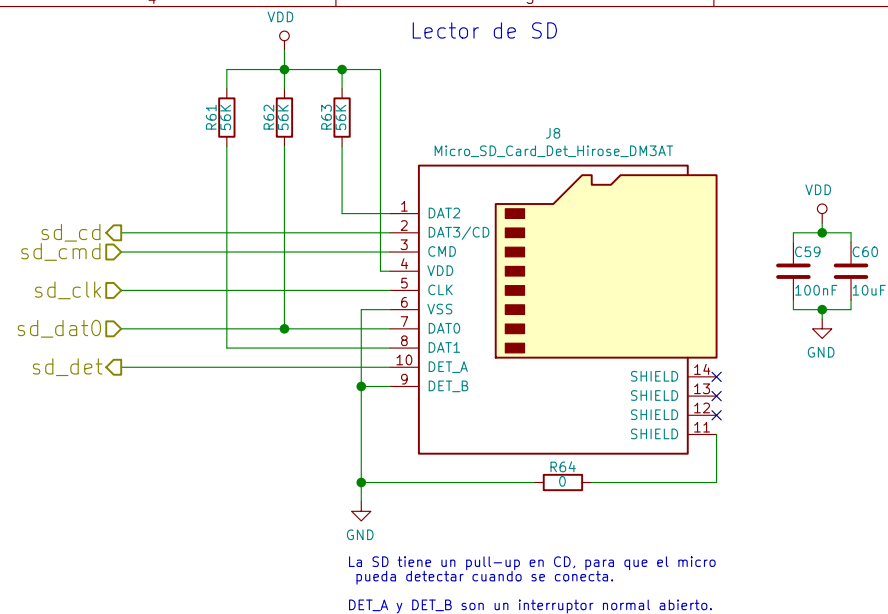 VDD
Lector de SD
R61
56K
R62
56K
R63
56K
J8
Micro_SD_Card_Det_Hirose_DM3AT
VDD
sd_cd
sd_cmd
sd_clk
sd_dat0
sd_det
1 DAT2
2 DAT3/CD
3 CMD
4 VDD
5 CLK
6 VSS
7 DAT0
8 DAT1
10 DET_A
9 DET_B
C59
100nF
C60
10uF
GND
SHIELD 14
SHIELD 13
SHIELD 12
SHIELD 11
R64
0
GND
La SD tiene un pull-up en CD, para que el micro
pueda detectar cuando se conecta.
DET_A y DET_B son un interruptor normal abierto.